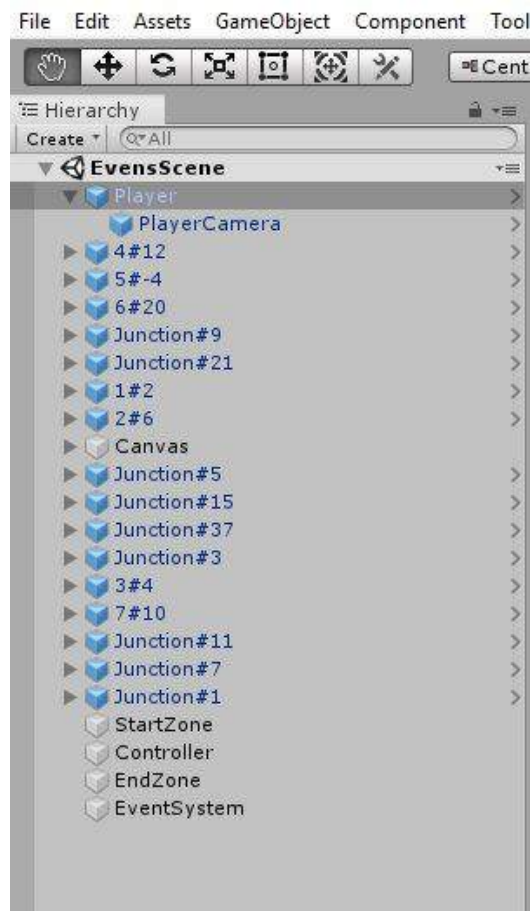 File Edit Assets GameObject Component Tool
Cent
Hierarchy
Create All
EvensScene
Player
PlayerCamera
4#12
5#-4
6#20
Junction#9
Junction#21
1#2
2#6
Canvas
Junction#5
Junction#15
Junction#37
Junction#3
3#4
7#10
Junction#11
Junction#7
Junction#1
StartZone
Controller
EndZone
EventSystem